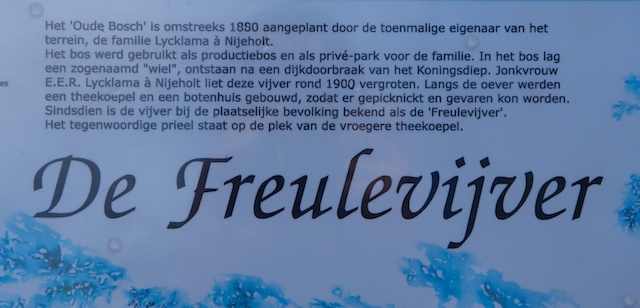 Het 'Oude Bosch' is omstreeks 1880 aangeplant door de toenmalige eigenaar van het
terrein, de familie Lycklama à Nijeholt.
Het bos werd gebruikt als productiebos en als privé-park voor de familie. In het bos lag
een zogenaamd "wiel", ontstaan na een dijkdoorbraak van het Koningsdiep. Jonkvrouw
E.E.R. Lycklama à Nijeholt liet deze vijver rond 1900 vergroten. Langs de oever werden
een theekoepel en een botenhuis gebouwd, zodat er gepicknickt en gevaren kon worden.
Sindsdien is de vijver bij de plaatselijke bevolking bekend als de 'Freulevijver'.
Het tegenwoordige prieel staat op de plek van de vroegere theekoepel.
De Freulevijver